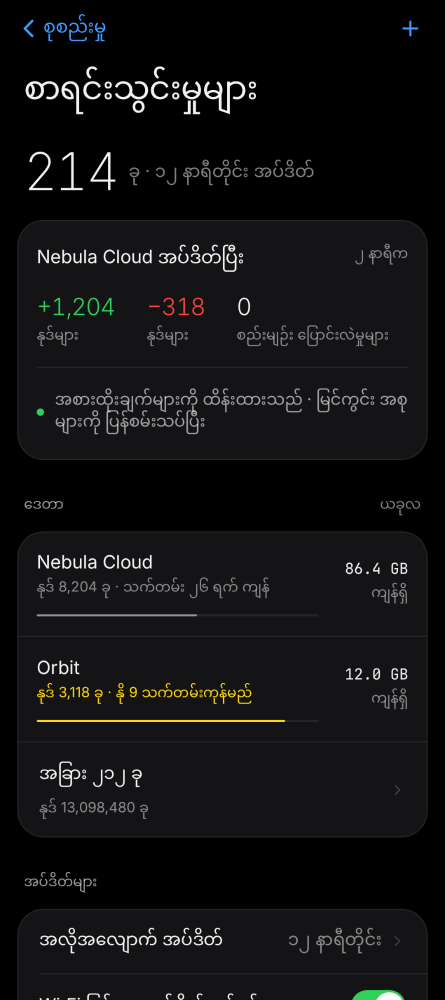 စုစည်းမှု
စာရင်းသွင်းမှုများ
214 ခု · ၁၂ နာရီတိုင်း အပ်ဒိတ်
Nebula Cloud အပ်ဒိတ်ပြီး
၂ နာရီက
+1,204
−318
0
နုဒ်များ
နုဒ်များ
စည်းမျဉ်း ပြောင်းလဲမှုများ
အစားထိုးချက်များကို ထိန်းထားသည် · မြင်ကွင်း အစု
များကို ပြန်စမ်းသပ်ပြီး
ဒေတာ
ယခုလ
Nebula Cloud
86.4 GB
နုဒ် 8,204 ခု · သက်တမ်း ၂၆ ရက် ကျန်
ကျန်ရှိ
Orbit
12.0 GB
နုဒ် 3,118 ခု · နို 9 သက်တမ်းကုန်မည်
ကျန်ရှိ
အခြား ၂၁၂ ခု
နုဒ် 13,098,480 ခု
အပ်ဒိတ်များ
အလိုအလျောက် အပ်ဒိတ်
၁၂ နာရီတိုင်း